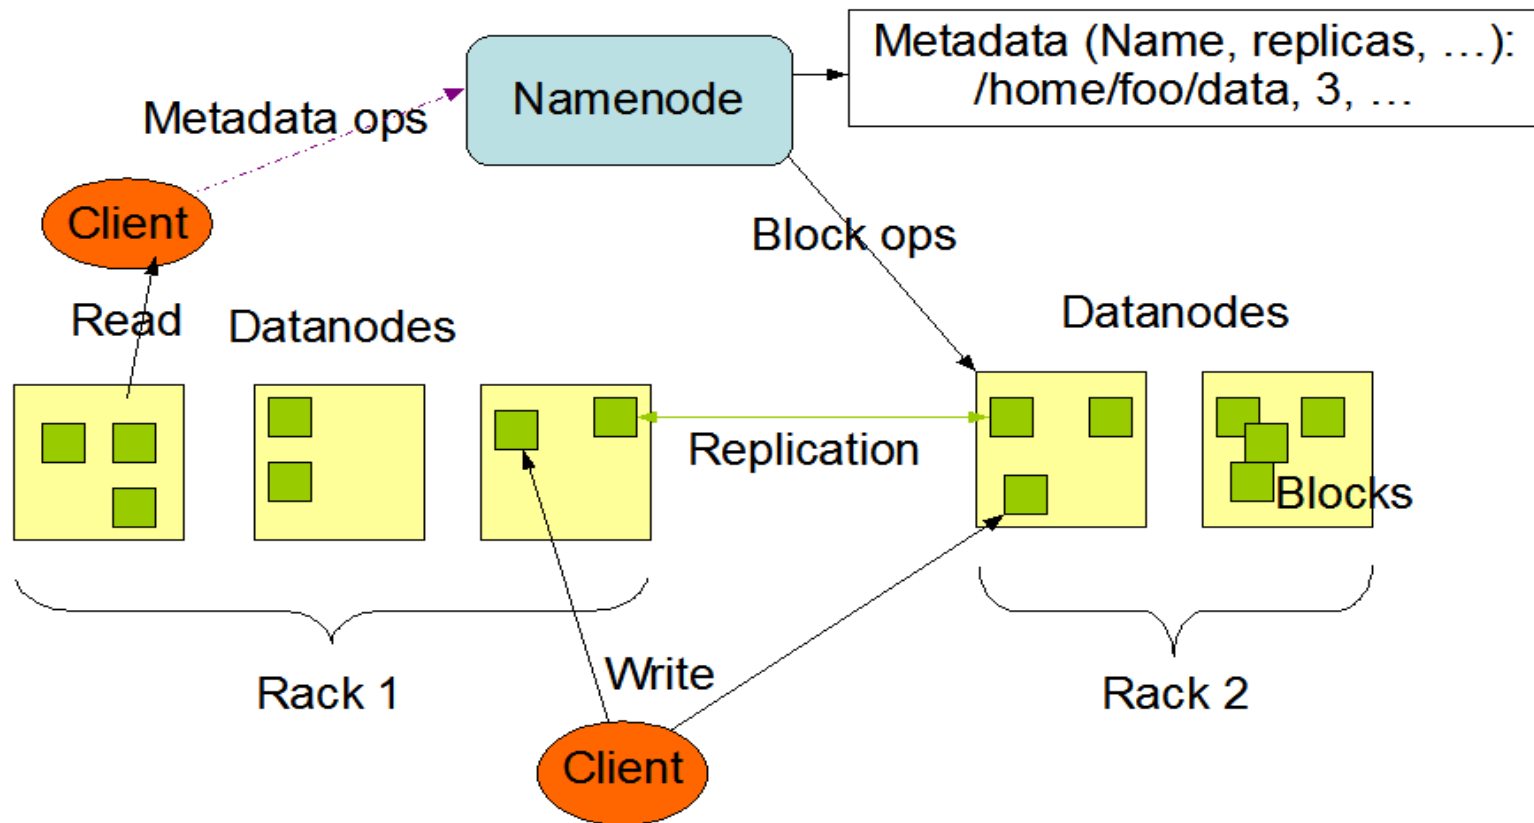 Metadata (Name, replicas, …):
/home/foo/data, 3, …
Namenode
Metadata ops
Client
Block ops
Read
Datanodes
Datanodes
Replication
Blocks
Rack 1
Write
Rack 2
Client